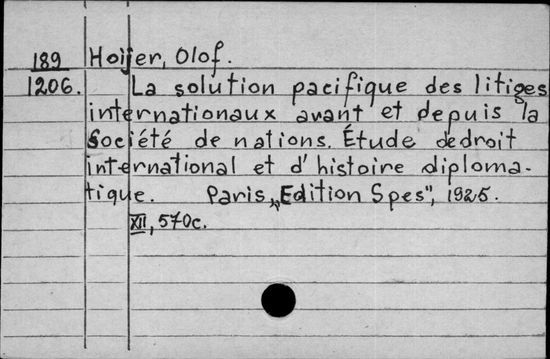 189 Hoijer, Olof.
1206. La solution pacifique des litiges
internationaux avant et depuis la
Société de nations. Étude de droit
international et d'histoire diploma-
tique. Paris, „Edition Spes", 1925.
XII, 570c.